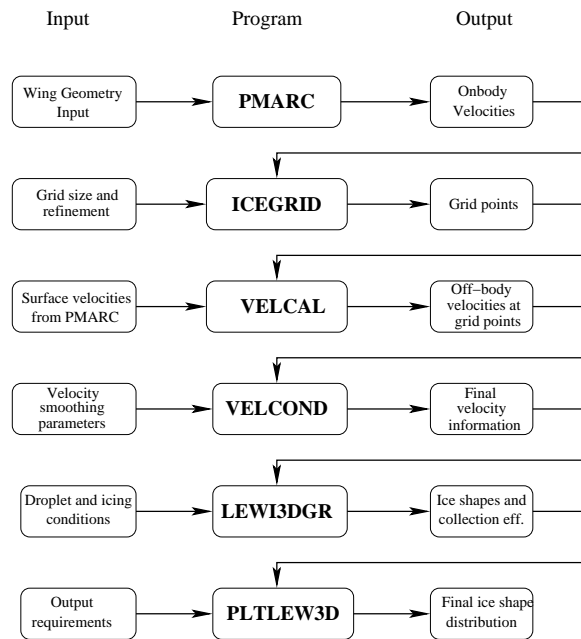 Input Program Output
Wing Geometry
Input
PMARC
Onbody
Velocities
Grid size and
refinement
ICEGRID
Grid points
Surface velocities
from PMARC
VELCAL
Off−body
velocities at
grid points
Velocity
smoothing
parameters
VELCOND
Final
velocity
information
Droplet and icing
conditions
LEWI3DGR
Ice shapes and
collection eff.
Output
requirements
PLTLEW3D
Final ice shape
distribution